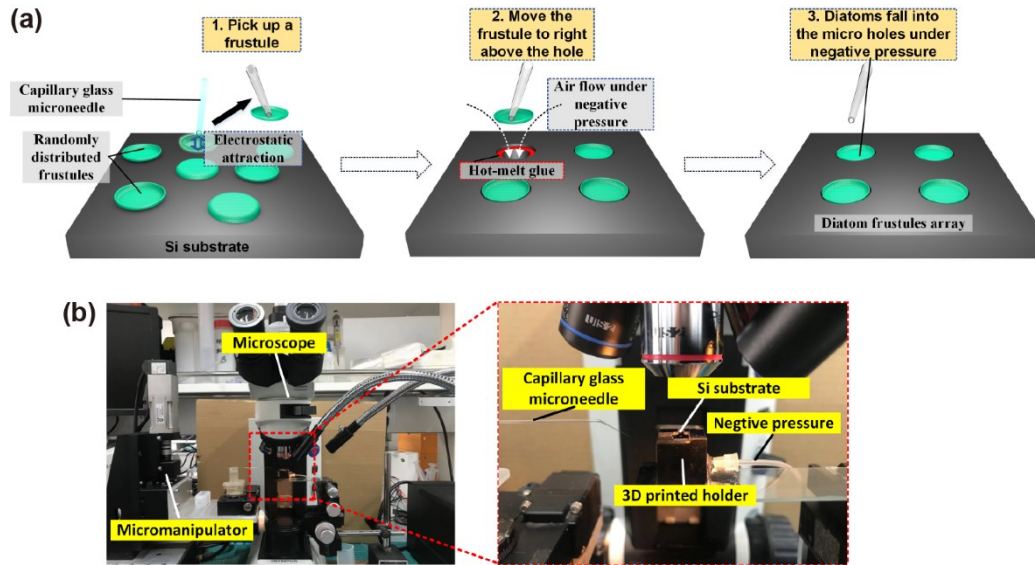 (a)
1. Pick up a
frustule
Capillary glass
microneedle
Randomly
distributed
frustules
Electrostatic
attraction
Si substrate
2. Move the
frustule to right
above the hole
Air flow under
negative
pressure
Hot-melt glue
3. Diatoms fall into
the micro holes under
negative pressure
Diatom frustules array
(b)
Microscope
Micromanipulator
Capillary glass
microneedle
Si substrate
Negtive pressure
3D printed holder